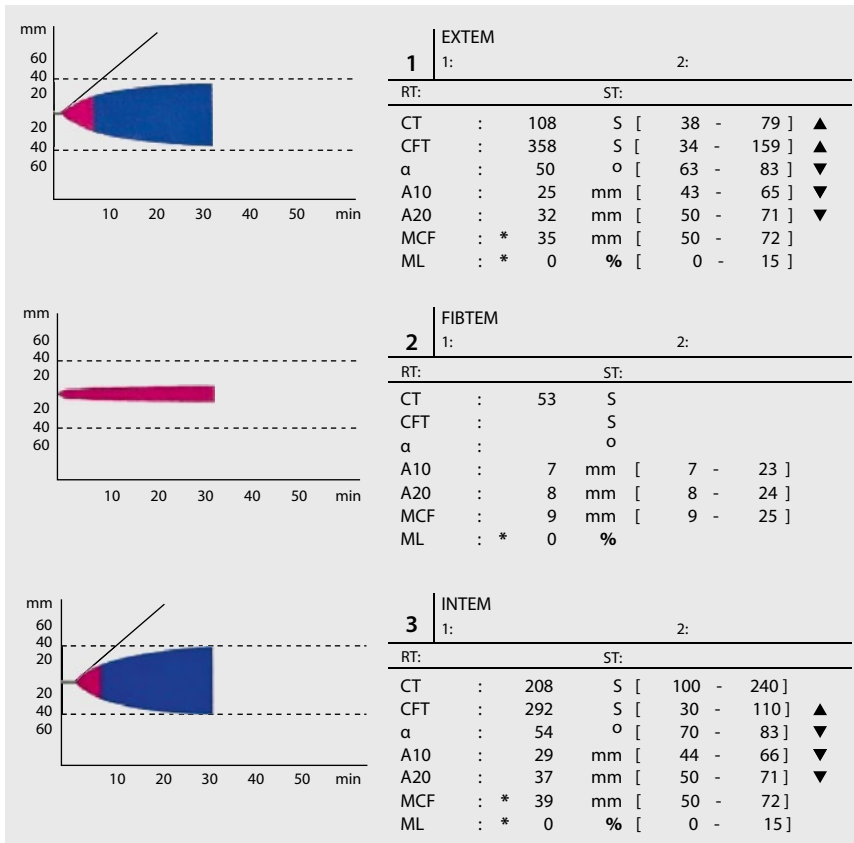 mm
60
40
20
20
40
60
10 20 30 40 50 min
EXTEM
1 1: 2:
RT: ST:
CT : 108 S [ 38 - 79 ] ▲
CFT : 358 S [ 34 - 159 ] ▲
α : 50 o [ 63 - 83 ] ▼
A10 : 25 mm [ 43 - 65 ] ▼
A20 : 32 mm [ 50 - 71 ] ▼
MCF : * 35 mm [ 50 - 72 ]
ML : * 0 % [ 0 - 15 ]
mm
60
40
20
20
40
60
10 20 30 40 50 min
FIBTEM
2 1: 2:
RT: ST:
CT : 53 S
CFT : S
α : o
A10 : 7 mm [ 7 - 23 ]
A20 : 8 mm [ 8 - 24 ]
MCF : 9 mm [ 9 - 25 ]
ML : * 0 %
mm
60
40
20
20
40
60
10 20 30 40 50 min
INTEM
3 1: 2:
RT: ST:
CT : 208 S [ 100 - 240 ]
CFT : 292 S [ 30 - 110 ] ▲
α : 54 o [ 70 - 83 ] ▼
A10 : 29 mm [ 44 - 66 ] ▼
A20 : 37 mm [ 50 - 71 ] ▼
MCF : * 39 mm [ 50 - 72 ]
ML : * 0 % [ 0 - 15 ]